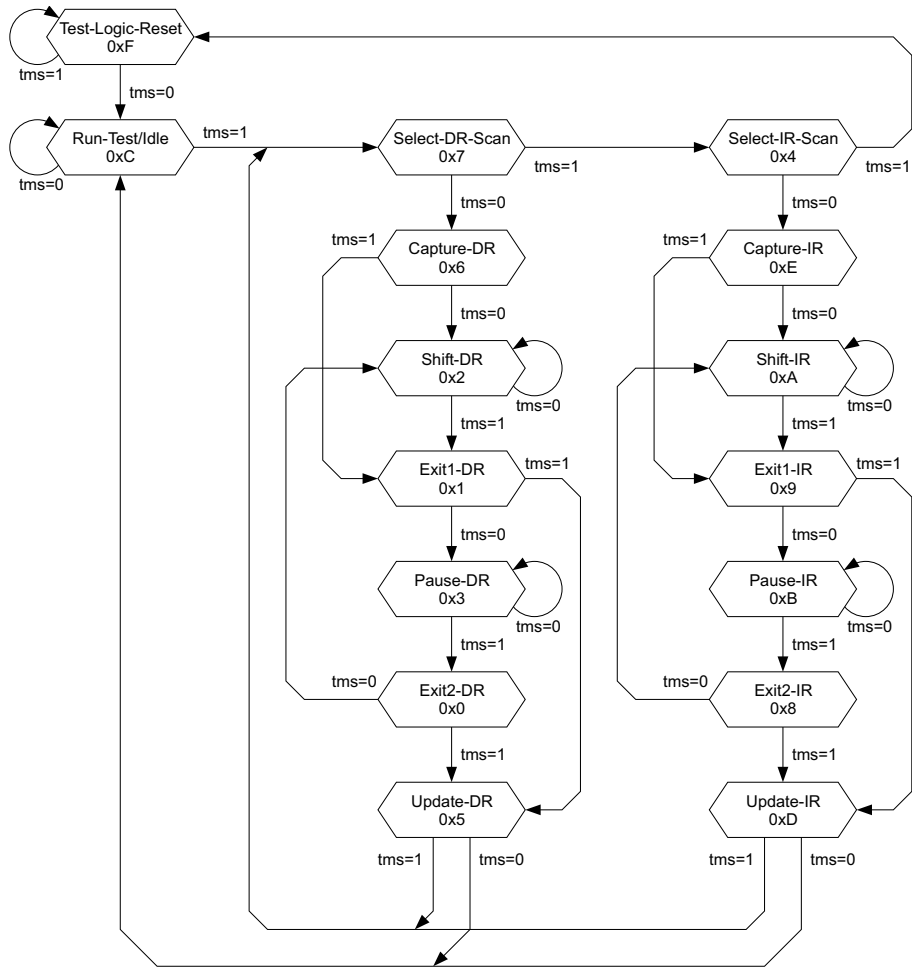 Test-Logic-Reset
0xF
tms=1
tms=0
Run-Test/Idle
0xC
tms=1
tms=0
Select-DR-Scan
0x7
tms=1
Select-IR-Scan
0x4
tms=1
tms=0
tms=0
tms=1
Capture-DR
0x6
tms=1
Capture-IR
0xE
tms=0
tms=0
Shift-DR
0x2
tms=0
Shift-IR
0xA
tms=0
tms=1
tms=1
Exit1-DR
0x1
tms=1
Exit1-IR
0x9
tms=1
tms=0
tms=0
Pause-DR
0x3
tms=0
Pause-IR
0xB
tms=0
tms=1
tms=1
tms=0
Exit2-DR
0x0
tms=0
Exit2-IR
0x8
tms=1
tms=1
Update-DR
0x5
Update-IR
0xD
tms=1
tms=0
tms=1
tms=0